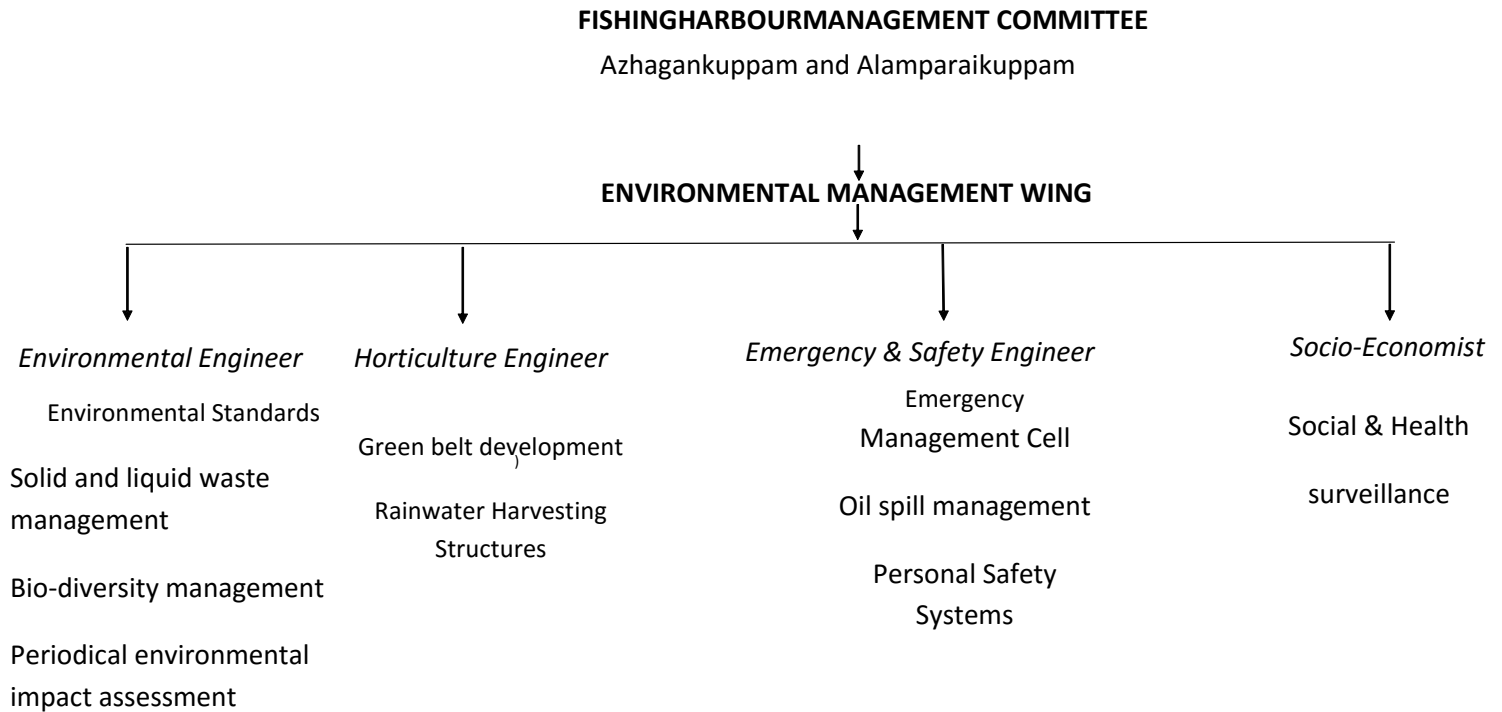 FISHINGHARBOURMANAGEMENT COMMITTEE
Azhagankuppam and Alamparaikuppam
ENVIRONMENTAL MANAGEMENT WING
Environmental Engineer
Environmental Standards
Solid and liquid waste
management
Bio-diversity management
Periodical environmental
impact assessment
Horticulture Engineer
Green belt development
)
Rainwater Harvesting
Structures
Emergency & Safety Engineer
Emergency
Management Cell
Oil spill management
Personal Safety
Systems
Socio-Economist
Social & Health
surveillance